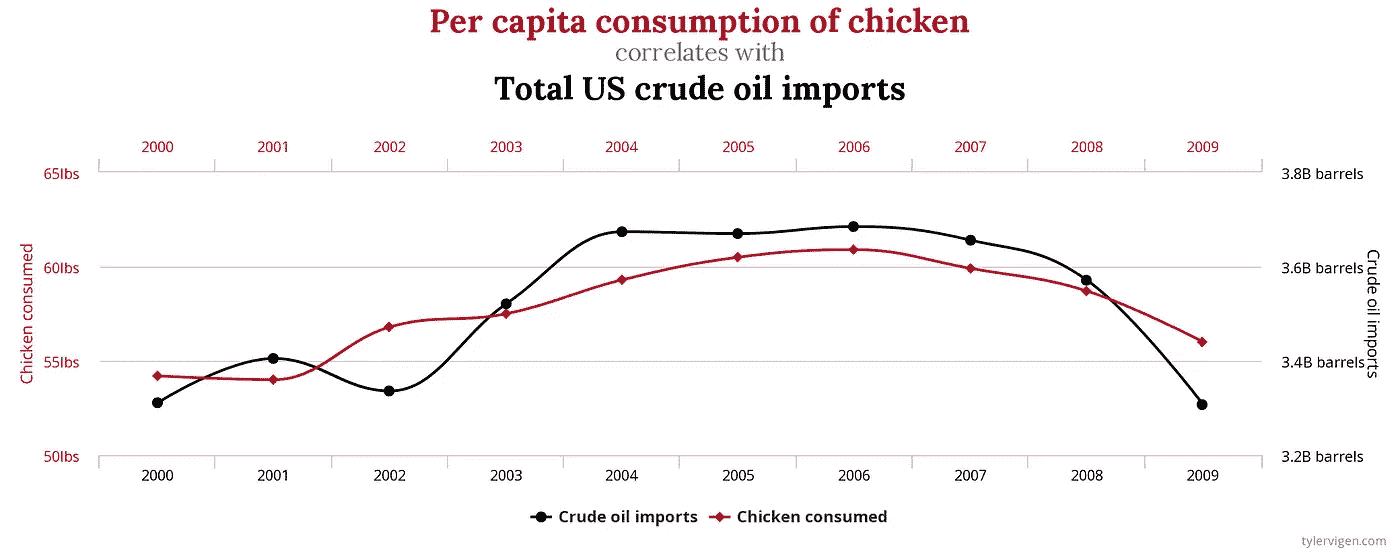 Per capita consumption of chicken
correlates with
Total US crude oil imports
2000 2001 2002 2003 2004 2005 2006 2007 2008 2009
65lbs 3.8B barrels
60lbs 3.6B barrels
Chicken consumed
Crude oil imports
55lbs 3.4B barrels
50lbs 3.2B barrels
2000 2001 2002 2003 2004 2005 2006 2007 2008 2009
Crude oil imports Chicken consumed
tylervigen.com